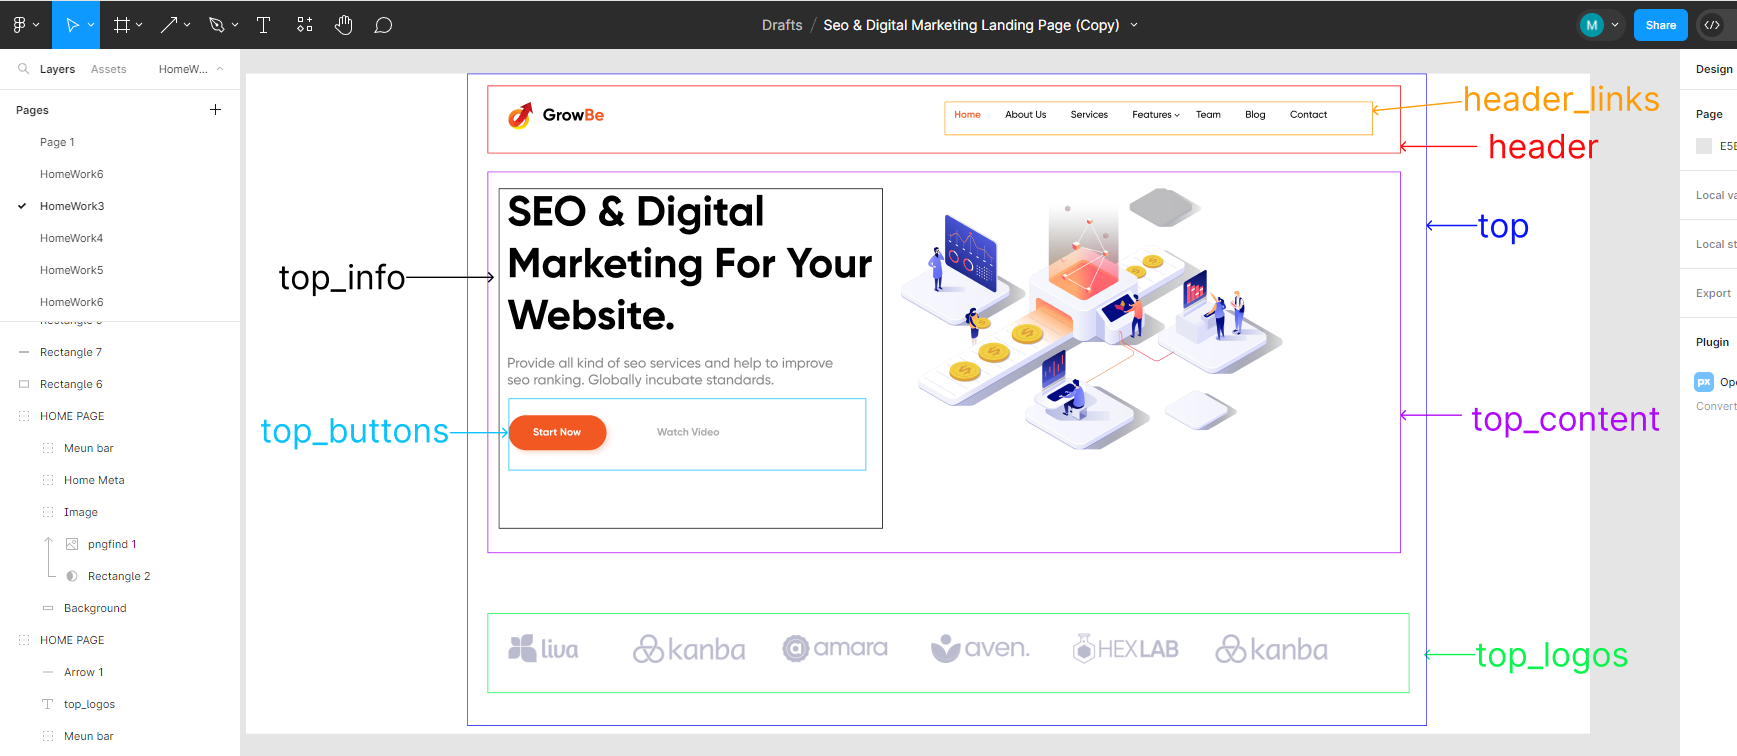 Drafts / Seo & Digital Marketing Landing Page (Copy)
M
Share
Layers
Assets
HomeW...
Pages
Page 1
HomeWork6
HomeWork3
HomeWork4
HomeWork5
HomeWork6
Rectangle 7
Rectangle 6
HOME PAGE
Meun bar
Home Meta
Image
pngfind 1
Rectangle 2
Background
HOME PAGE
Arrow 1
top_logos
Meun bar
GrowBe
Home
About Us
Services
Features
Team
Blog
Contact
header_links
header
top
top_info
SEO & Digital
Marketing For Your
Website.
Provide all kind of seo services and help to improve
seo ranking. Globally incubate standards.
top_buttons
Start Now
Watch Video
top_content
liva
kanba
amara
aven.
HEXLAB
kanba
top_logos
Design
Page
Local va
Local st
Export
Plugin
px
Convert